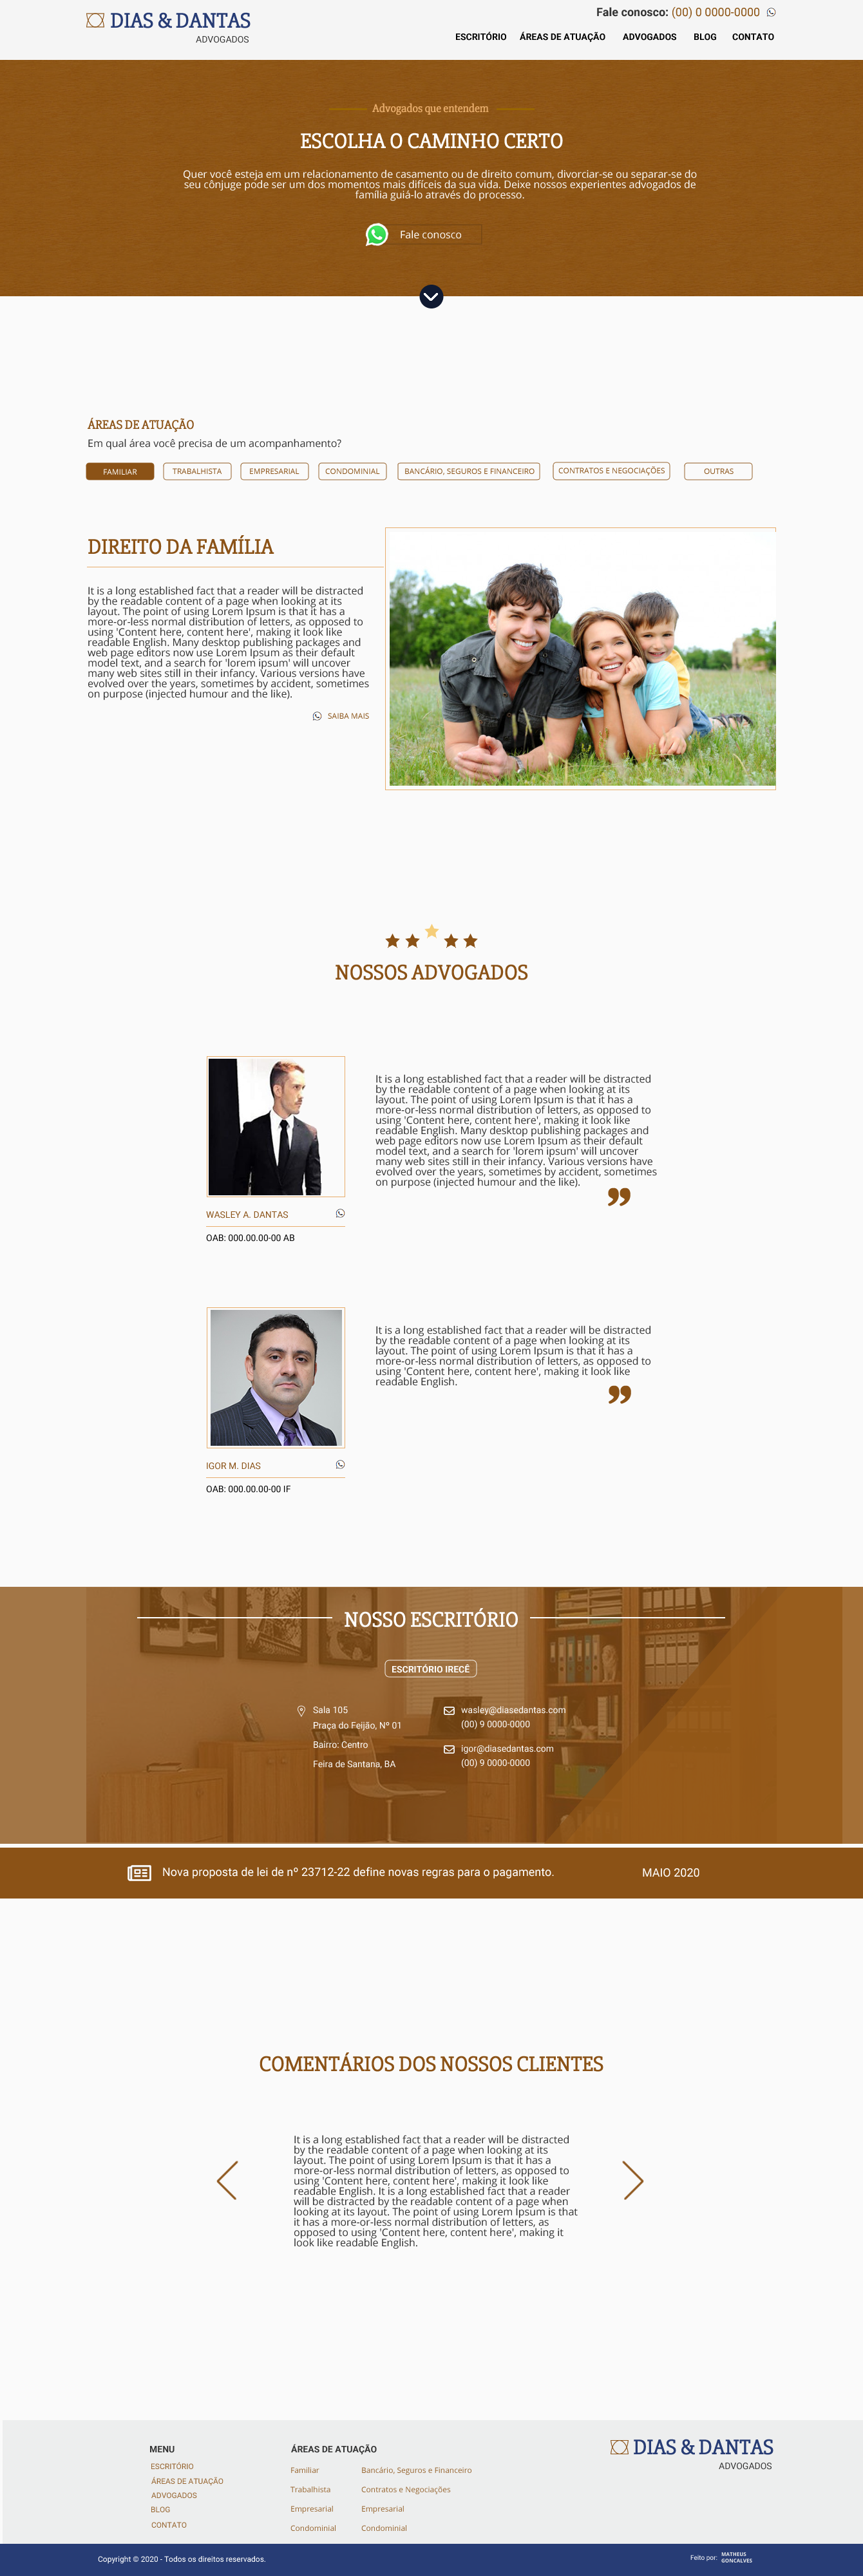 DIAS & DANTAS
ADVOGADOS
Fale conosco: (00) 0 0000-0000
ESCRITÓRIO ÁREAS DE ATUAÇÃO ADVOGADOS BLOG CONTATO
Advogados que entendem
ESCOLHA O CAMINHO CERTO
Quer você esteja em um relacionamento de casamento ou de direito comum, divorciar-se ou separar-se do
seu cônjuge pode ser um dos momentos mais difíceis da sua vida. Deixe nossos experientes advogados de
família guiá-lo através do processo.
Fale conosco
ÁREAS DE ATUAÇÃO
Em qual área você precisa de um acompanhamento?
FAMILIAR TRABALHISTA EMPRESARIAL CONDOMINIAL BANCÁRIO, SEGUROS E FINANCEIRO CONTRATOS E NEGOCIAÇÕES OUTRAS
DIREITO DA FAMÍLIA
It is a long established fact that a reader will be distracted
by the readable content of a page when looking at its
layout. The point of using Lorem Ipsum is that it has a
more-or-less normal distribution of letters, as opposed to
using 'Content here, content here', making it look like
readable English. Many desktop publishing packages and
web page editors now use Lorem Ipsum as their default
model text, and a search for 'lorem ipsum' will uncover
many web sites still in their infancy. Various versions have
evolved over the years, sometimes by accident, sometimes
on purpose (injected humour and the like).
SAIBA MAIS
NOSSOS ADVOGADOS
It is a long established fact that a reader will be distracted
by the readable content of a page when looking at its
layout. The point of using Lorem Ipsum is that it has a
more-or-less normal distribution of letters, as opposed to
using 'Content here, content here', making it look like
readable English. Many desktop publishing packages and
web page editors now use Lorem Ipsum as their default
model text, and a search for 'lorem ipsum' will uncover
many web sites still in their infancy. Various versions have
evolved over the years, sometimes by accident, sometimes
on purpose (injected humour and the like).
WASLEY A. DANTAS
OAB: 000.00.00-00 AB
It is a long established fact that a reader will be distracted
by the readable content of a page when looking at its
layout. The point of using Lorem Ipsum is that it has a
more-or-less normal distribution of letters, as opposed to
using 'Content here, content here', making it look like
readable English.
IGOR M. DIAS
OAB: 000.00.00-00 IF
NOSSO ESCRITÓRIO
ESCRITÓRIO IRECÊ
Sala 105
Praça do Feijão, Nº 01
Bairro: Centro
Feira de Santana, BA
wasley@diasedantas.com
(00) 9 0000-0000
igor@diasedantas.com
(00) 9 0000-0000
Nova proposta de lei de nº 23712-22 define novas regras para o pagamento. MAIO 2020
COMENTÁRIOS DOS NOSSOS CLIENTES
It is a long established fact that a reader will be distracted
by the readable content of a page when looking at its
layout. The point of using Lorem Ipsum is that it has a
more-or-less normal distribution of letters, as opposed to
using 'Content here, content here', making it look like
readable English. It is a long established fact that a reader
will be distracted by the readable content of a page when
looking at its layout. The point of using Lorem Ipsum is that
it has a more-or-less normal distribution of letters, as
opposed to using 'Content here, content here', making it
look like readable English.
MENU
ESCRITÓRIO
ÁREAS DE ATUAÇÃO
ADVOGADOS
BLOG
CONTATO
ÁREAS DE ATUAÇÃO
Familiar Bancário, Seguros e Financeiro
Trabalhista Contratos e Negociações
Empresarial Empresarial
Condominial Condominial
DIAS & DANTAS
ADVOGADOS
Copyright © 2020 - Todos os direitos reservados.
Feito por: MATHEUS
GONCALVES